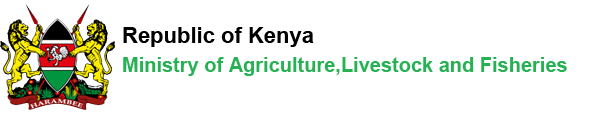 Republic of Kenya
Ministry of Agriculture,Livestock and Fisheries
HARAMBEE